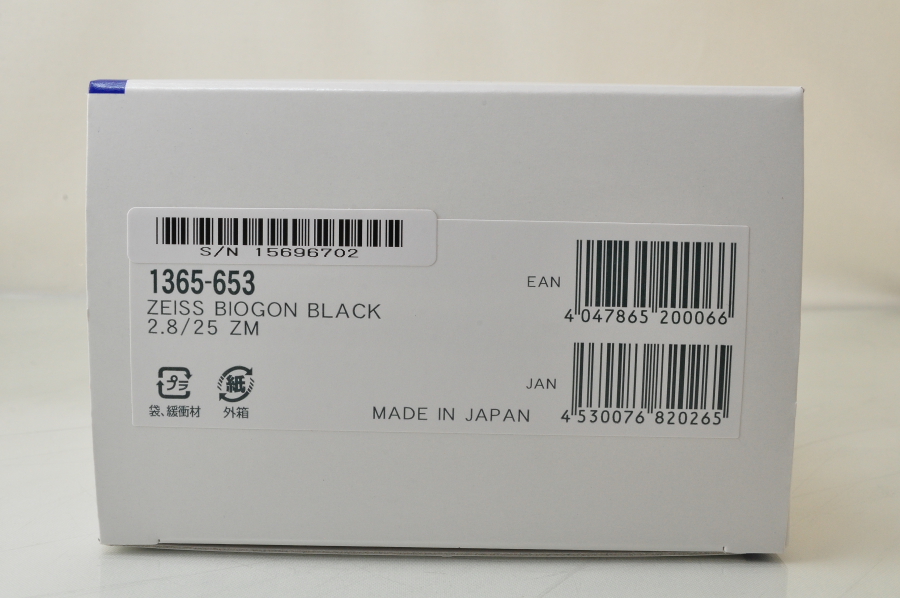 S/N 15696702
1365-653
ZEISS BIOGON BLACK
2.8/25 ZM
EAN
4 047865 200066
JAN
4 530076 820265
プラ
紙
袋、緩衝材
外箱
MADE IN JAPAN